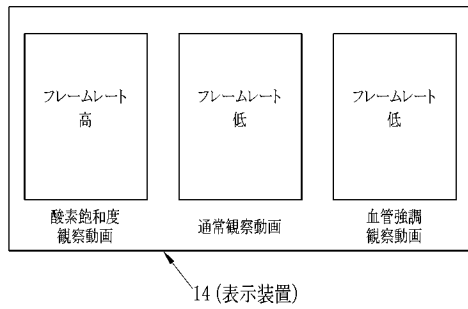 フレームレート
高
フレームレート
低
フレームレート
低
酸素飽和度
観察動画
通常観察動画
血管強調
観察動画
14 (表示装置)